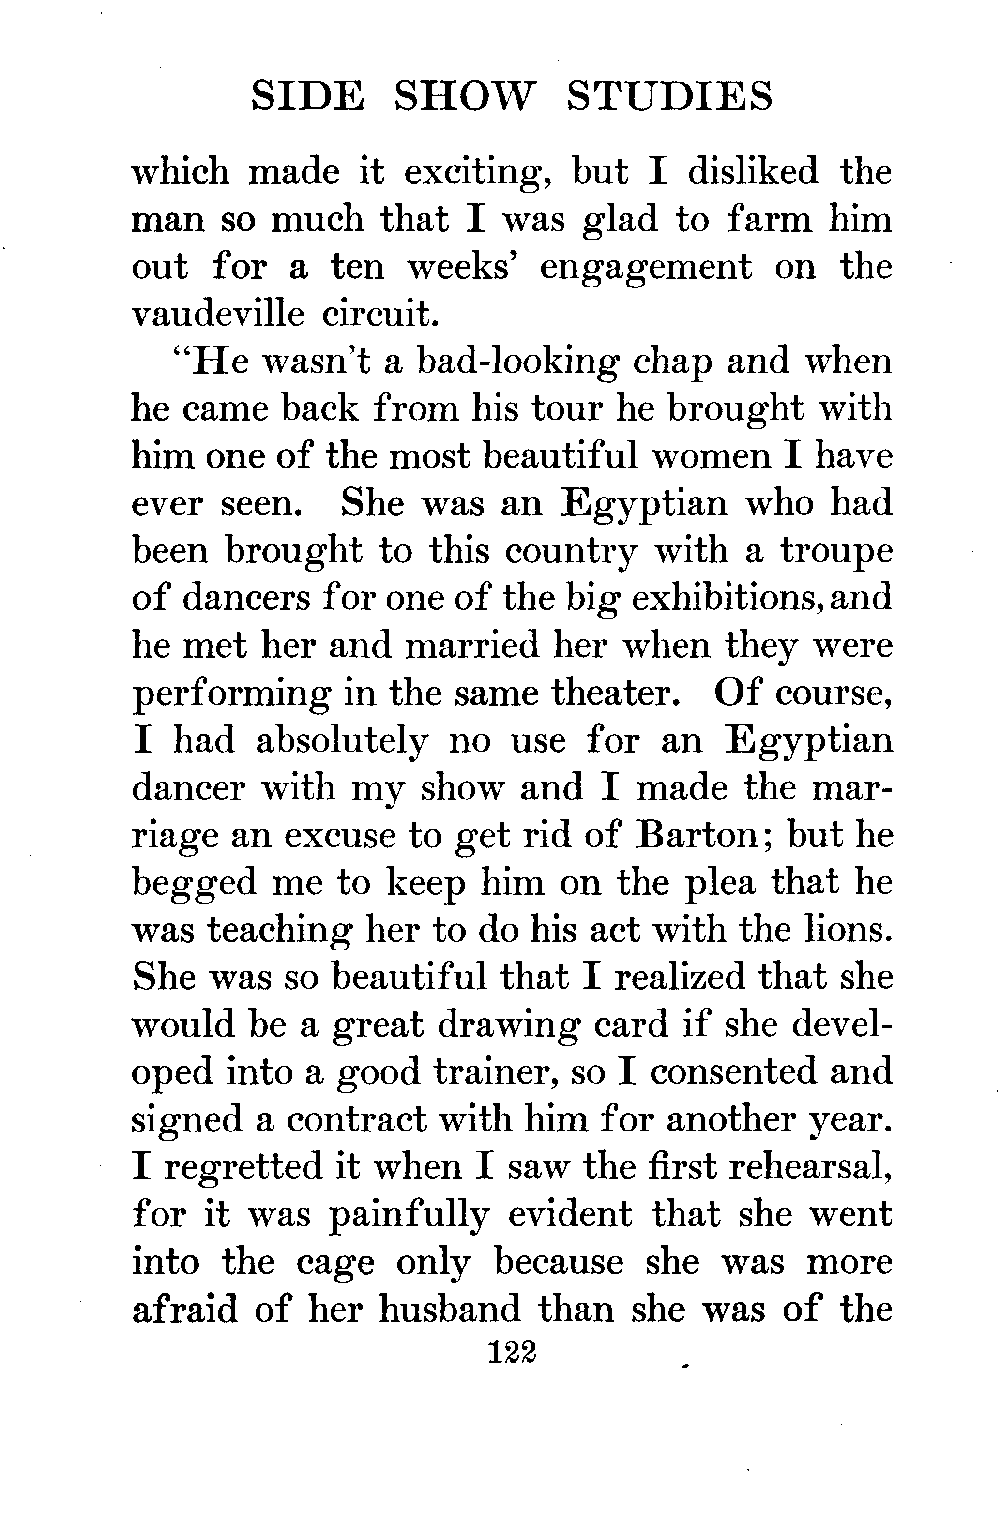 SIDE SHOW STUDIES
which made it exciting, but I disliked the
man so much that I was glad to farm him
out for a ten weeks' engagement on the
vaudeville circuit.
"He wasn't a bad-looking chap and when
he came back from his tour he brought with
him one of the most beautiful women I have
ever seen. She was an Egyptian who had
been brought to this country with a troupe
of dancers for one of the big exhibitions, and
he met her and married her when they were
performing in the same theater. Of course,
I had absolutely no use for an Egyptian
dancer with my show and I made the mar-
riage an excuse to get rid of Barton; but he
begged me to keep him on the plea that he
was teaching her to do his act with the lions.
She was so beautiful that I realized that she
would be a great drawing card if she devel-
oped into a good trainer, so I consented and
signed a contract with him for another year.
I regretted it when I saw the first rehearsal,
for it was painfully evident that she went
into the cage only because she was more
afraid of her husband than she was of the
122